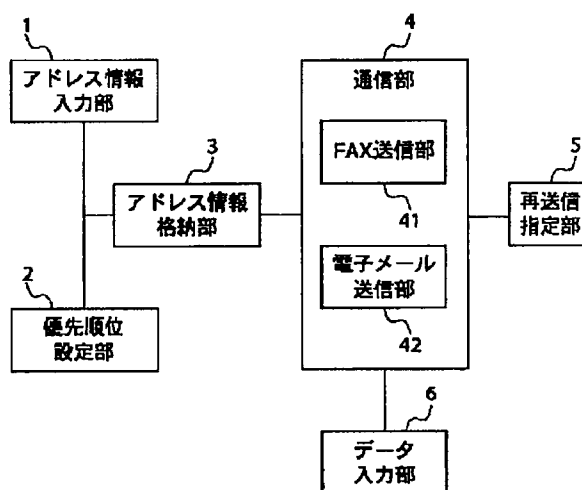 1
アドレス情報
入力部
2
優先順位
設定部
3
アドレス情報
格納部
4
通信部
FAX送信部
41
電子メール
送信部
42
5
再送信
指定部
6
データ
入力部